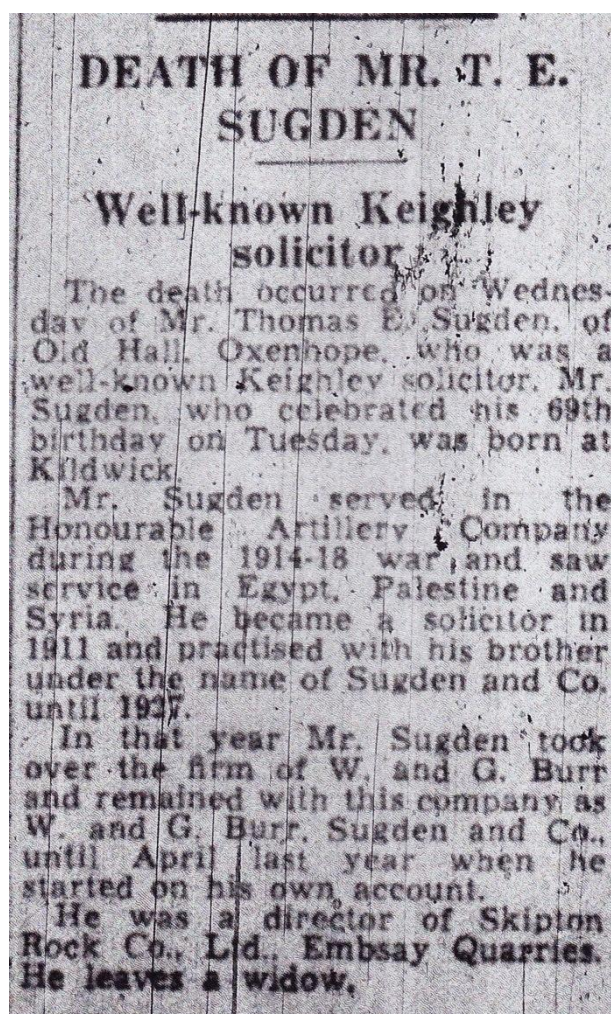 DEATH OF MR. T. E.
SUGDEN
Well-known Keighley
solicitor
The death occurred on Wednes-
day of Mr. Thomas E. Sugden, of
Old Hall, Oxenhope, who was a
well-known Keighley solicitor. Mr.
Sugden, who celebrated his 69th
birthday on Tuesday, was born at
Kildwick.
Mr. Sugden served in the
Honourable Artillery Company
during the 1914-18 war and saw
service in Egypt, Palestine and
Syria. He became a solicitor in
1911 and practised with his brother
under the name of Sugden and Co.
until 1927.
In that year Mr. Sugden took
over the firm of W. and G. Burr
and remained with this company as
W. and G. Burr, Sugden and Co.,
until April last year when he
started on his own account.
He was a director of Skipton
Rock Co., Ltd., Embsay Quarries.
He leaves a widow.